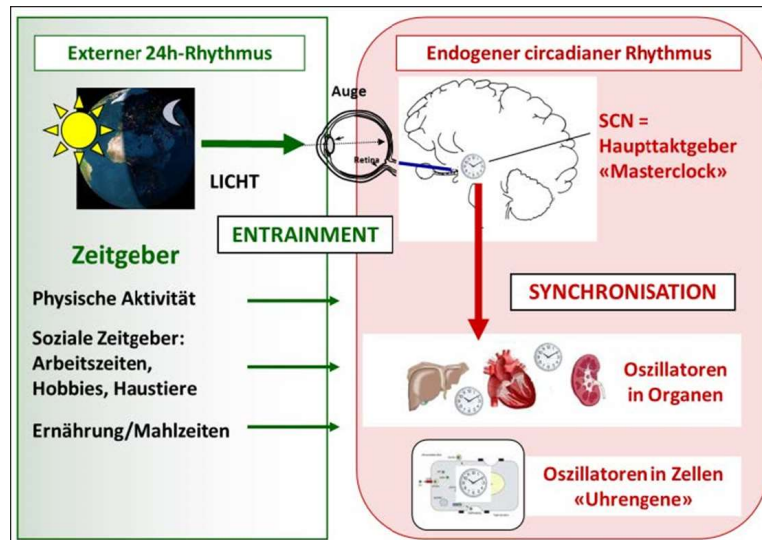 Externer 24h-Rhythmus
Endogener circadianer Rhythmus
Auge
Retina
LICHT
SCN =
Haupttaktgeber
«Masterclock»
ENTRAINMENT
Zeitgeber
Physische Aktivität
SYNCHRONISATION
Soziale Zeitgeber:
Arbeitszeiten,
Hobbies, Haustiere
Oszillatoren
in Organen
Ernährung/Mahlzeiten
Oszillatoren in Zellen
«Uhrengene»